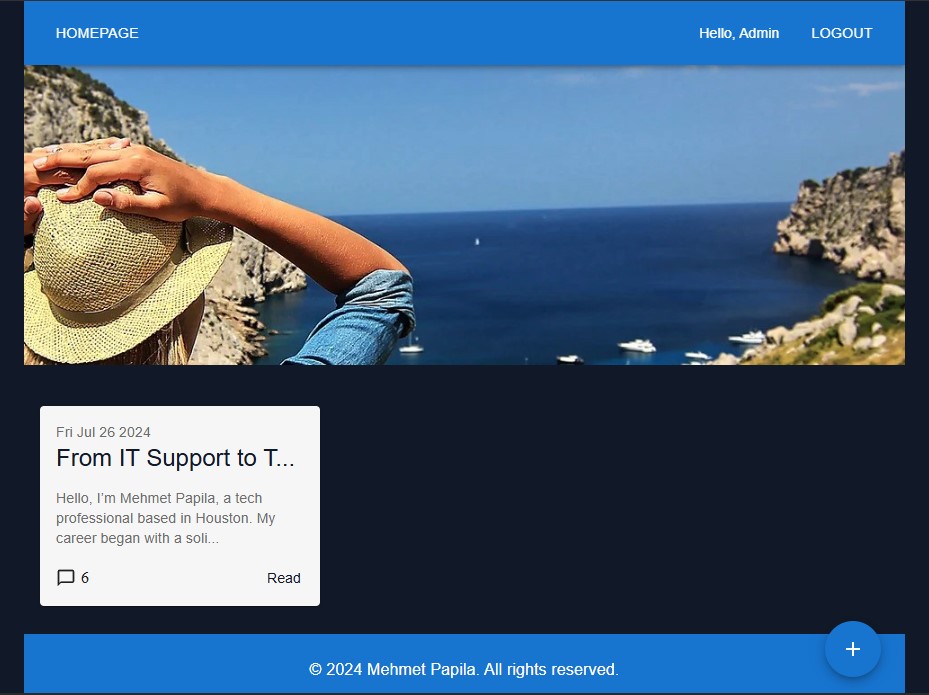 HOMEPAGE
Hello, Admin
LOGOUT
Fri Jul 26 2024
From IT Support to T...
Hello, I'm Mehmet Papila, a tech
professional based in Houston. My
career began with a soli...
6
Read
+
© 2024 Mehmet Papila. All rights reserved.